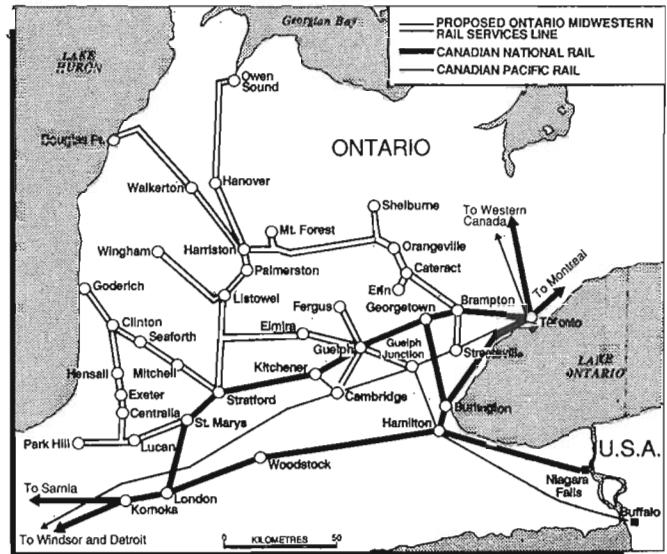 Georgian Bay
PROPOSED ONTARIO MIDWESTERN
RAIL SERVICES LINE
CANADIAN NATIONAL RAIL
CANADIAN PACIFIC RAIL
LAKE
HURON
Owen
Sound
Douglas Pt.
ONTARIO
Walkerton
Hanover
Shelburne
To Western
Canada
Mt. Forest
Wingham
Harriston
Orangeville
To Montreal
Palmerston
Cataract
Goderich
Listowel
Erin
Fergus
Georgetown
Brampton
Toronto
Clinton
Seaforth
Elmira
Guelph
Guelph
Junction
Streetsville
LAKE
ONTARIO
Hensall
Mitchell
Kitchener
Exeter
Stratford
Cambridge
Centralia
St. Marys
Burlington
Hamilton
Park Hill
Lucan
U.S.A.
Woodstock
Niagara
Falls
To Sarnia
London
Komoka
Buffalo
To Windsor and Detroit
0 50
KILOMETRES